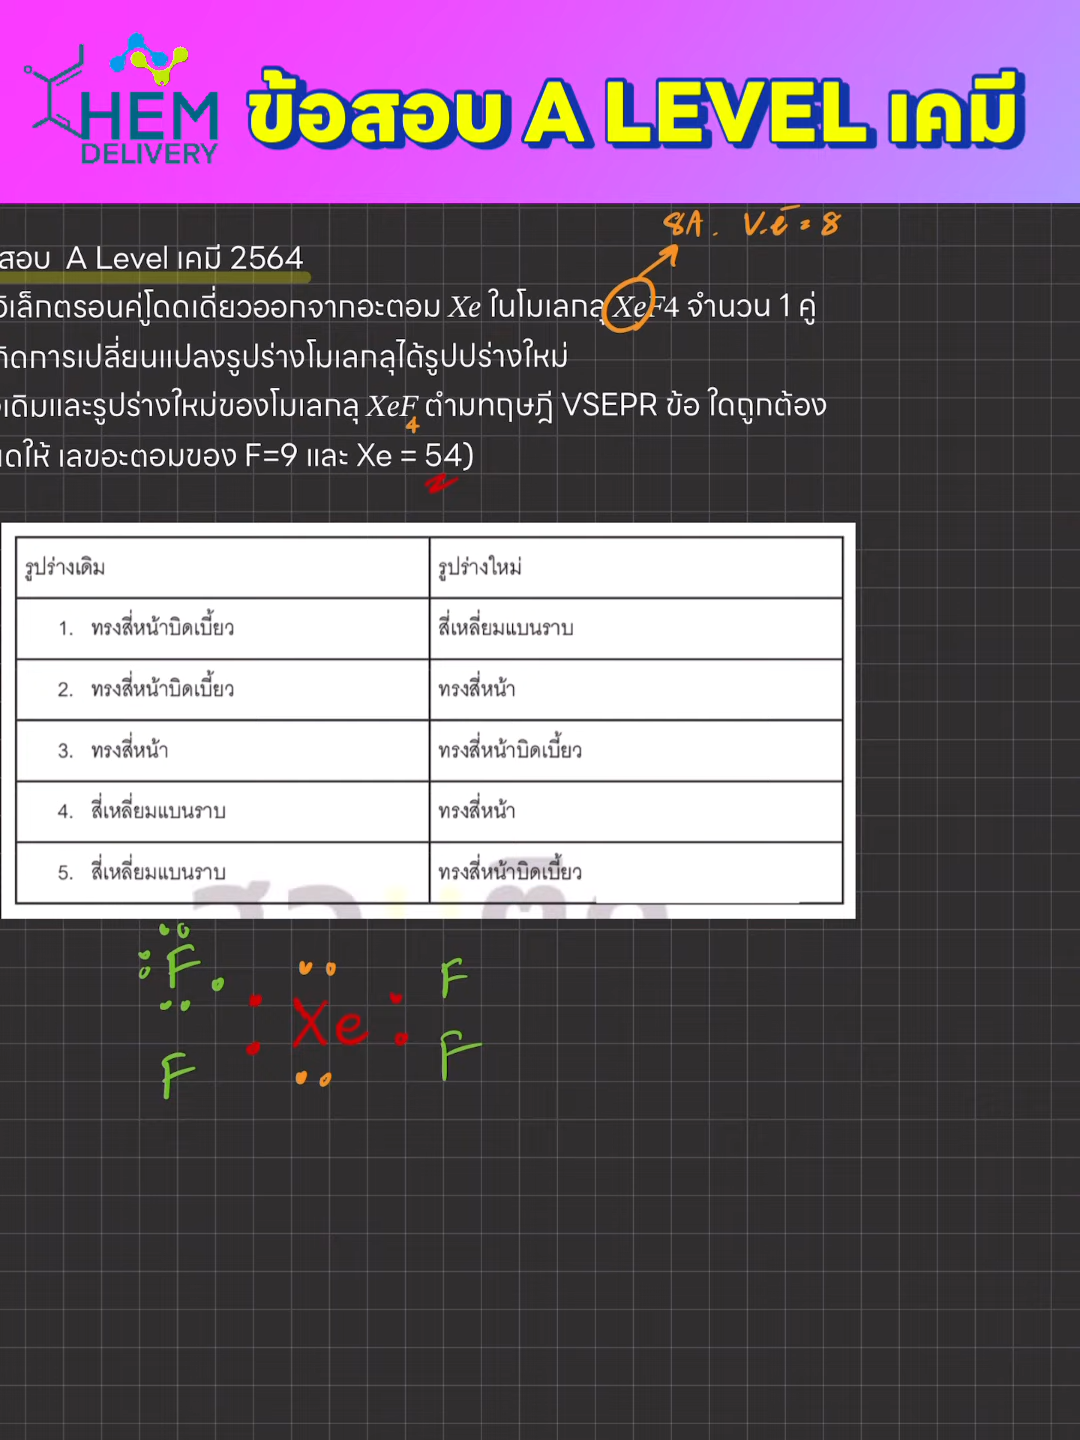 CHEM
DELIVERY
ข้อสอบ A LEVEL เคมี
8A. V.e = 8
สอบ A Level เคมี 2564
อิเล็กตรอนคู่โดดเดี่ยวออกจากอะตอม Xe ในโมเลกลุ XeF4 จำนวน 1 คู่
กิดการเปลี่ยนแปลงรูปร่างโมเลกลุได้รูปปร่างใหม่
เดิมและรูปร่างใหม่ของโมเลกลุ XeF ตำมทฤษฎี VSEPR ข้อ ใดถูกต้อง
4
ดให้ เลขอะตอมของ F=9 และ Xe = 54)
รูปร่างเดิม รูปร่างใหม่
1. ทรงสี่หน้าบิดเบี้ยว สี่เหลี่ยมแบนราบ
2. ทรงสี่หน้าบิดเบี้ยว ทรงสี่หน้า
3. ทรงสี่หน้า ทรงสี่หน้าบิดเบี้ยว
4. สี่เหลี่ยมแบนราบ ทรงสี่หน้า
5. สี่เหลี่ยมแบนราบ ทรงสี่หน้าบิดเบี้ยว
F F
Xe
F F